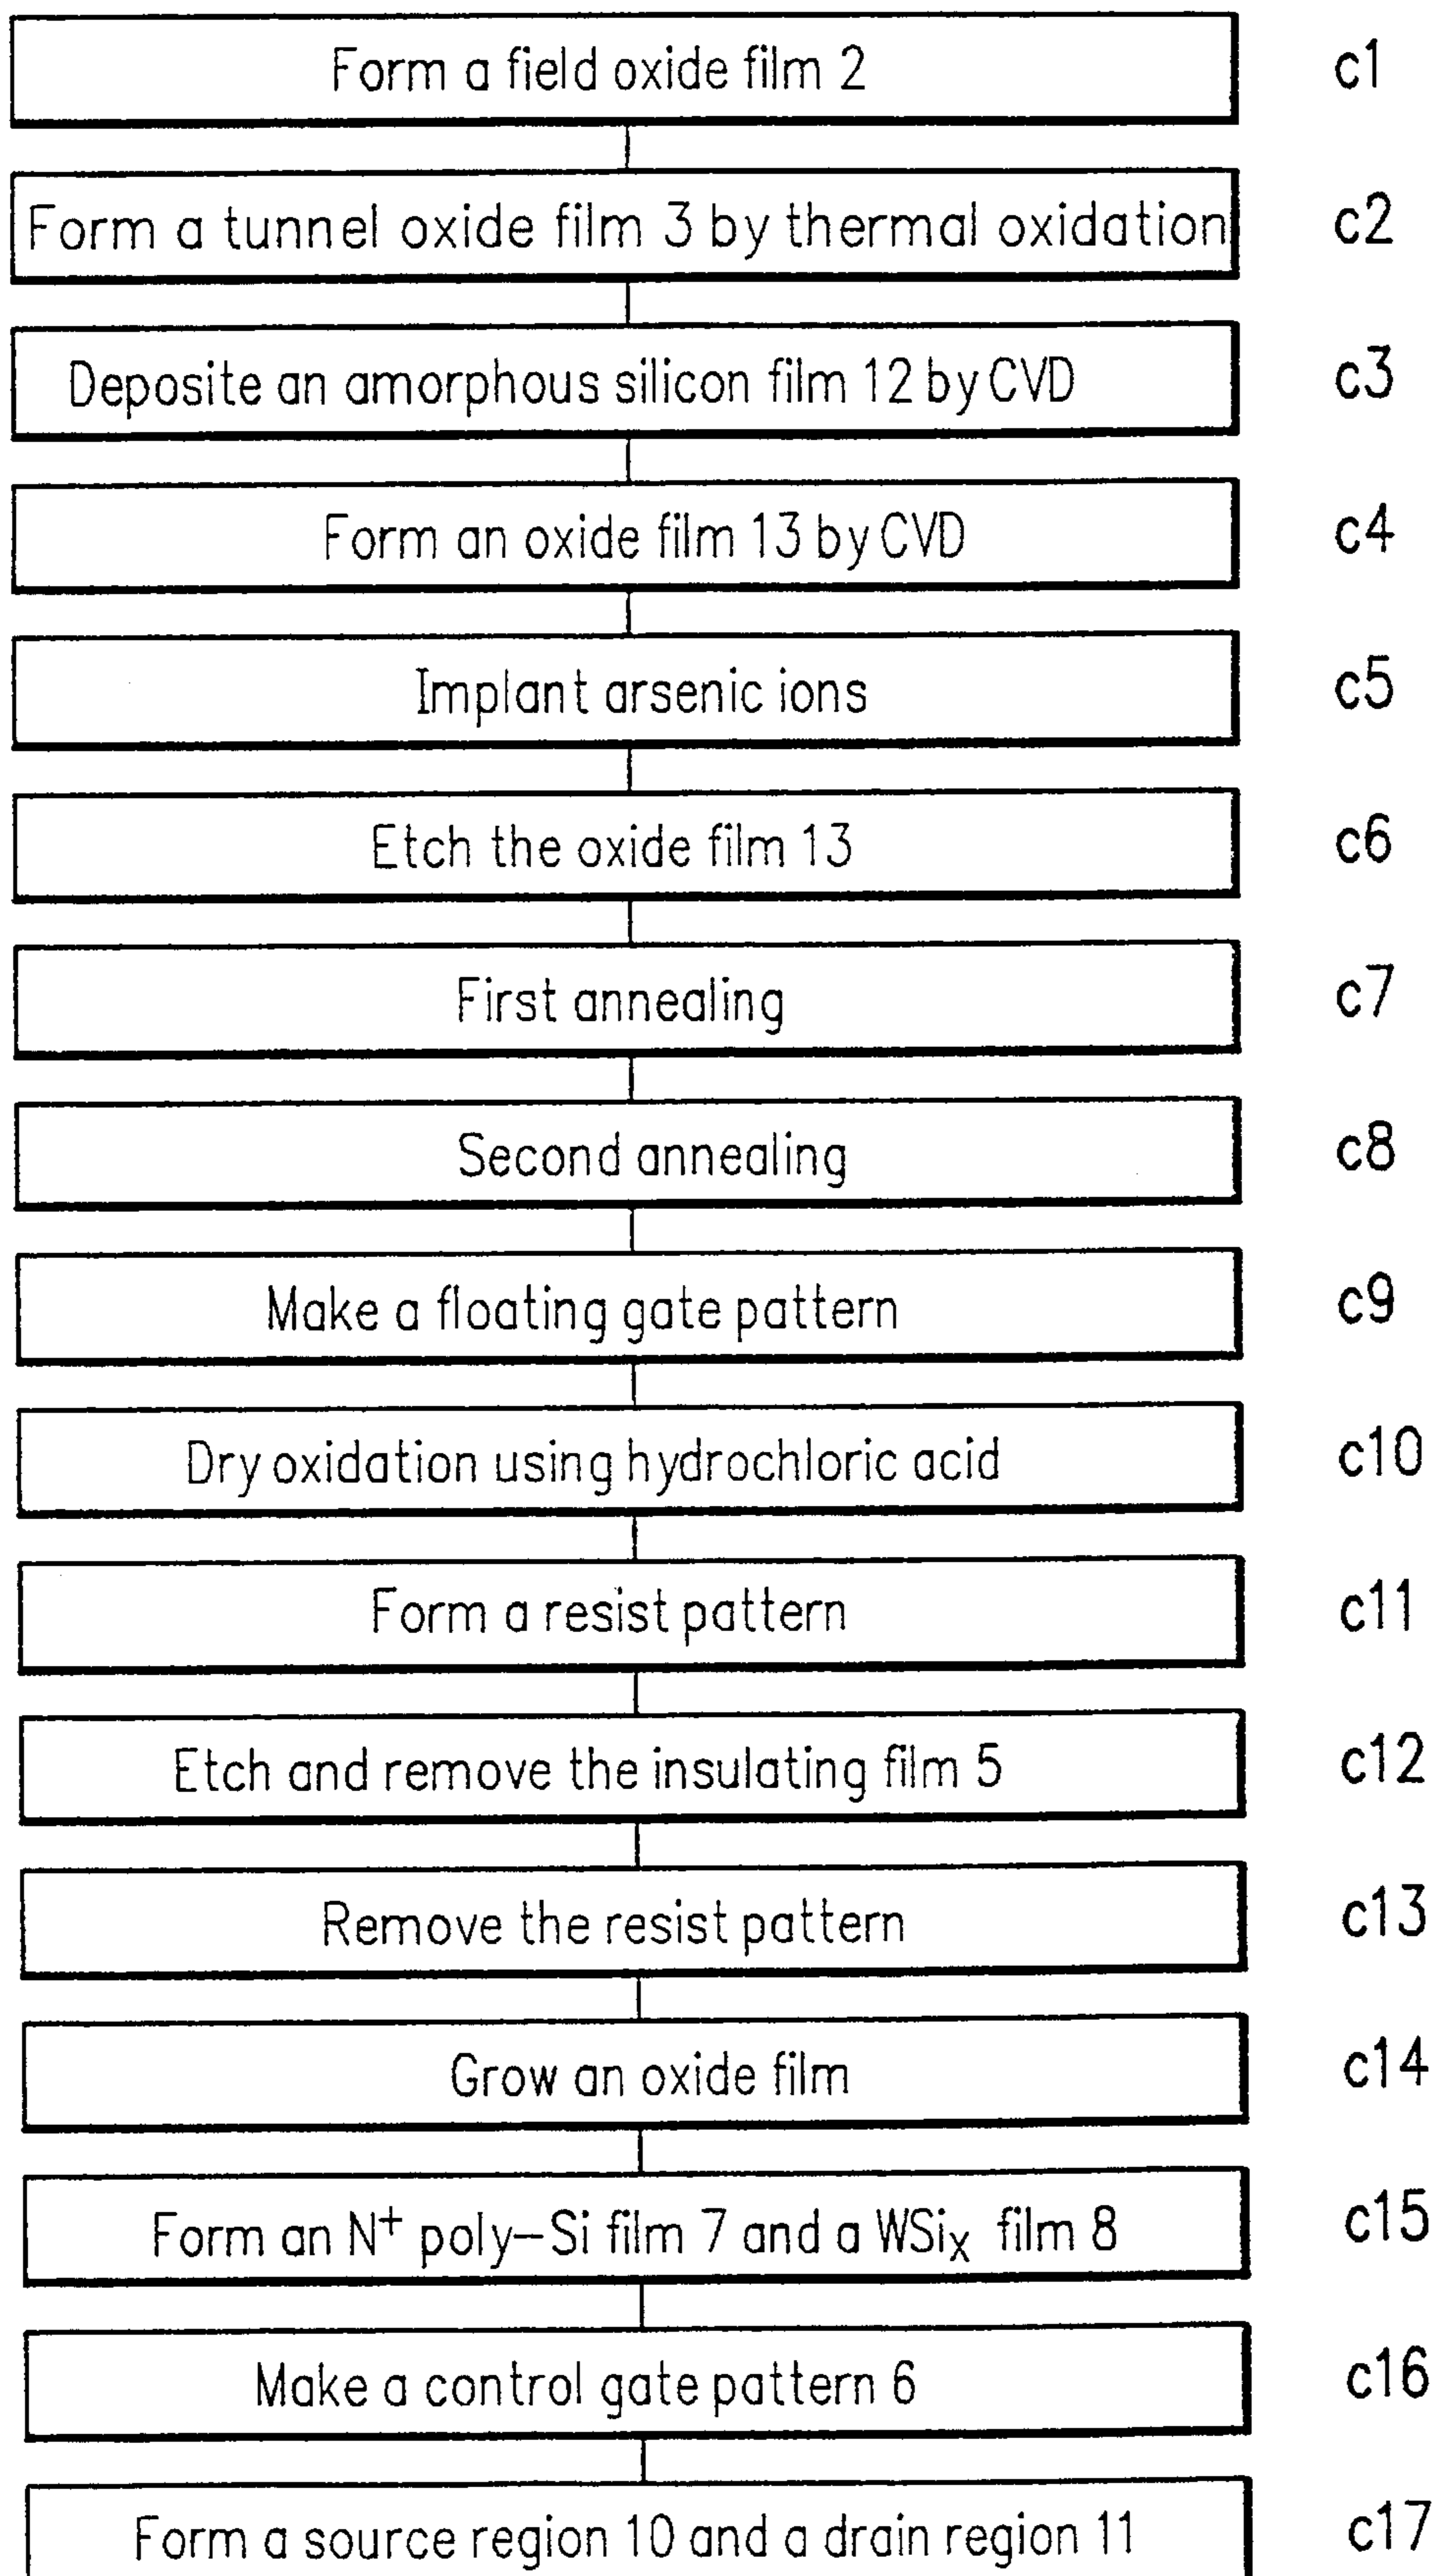 Form a field oxide film 2 c1
Form a tunnel oxide film 3 by thermal oxidation c2
Deposite an amorphous silicon film 12 by CVD c3
Form an oxide film 13 by CVD c4
Implant arsenic ions c5
Etch the oxide film 13 c6
First annealing c7
Second annealing c8
Make a floating gate pattern c9
Dry oxidation using hydrochloric acid c10
Form a resist pattern c11
Etch and remove the insulating film 5 c12
Remove the resist pattern c13
Grow an oxide film c14
Form an N⁺ poly-Si film 7 and a WSiₓ film 8 c15
Make a control gate pattern 6 c16
Form a source region 10 and a drain region 11 c17